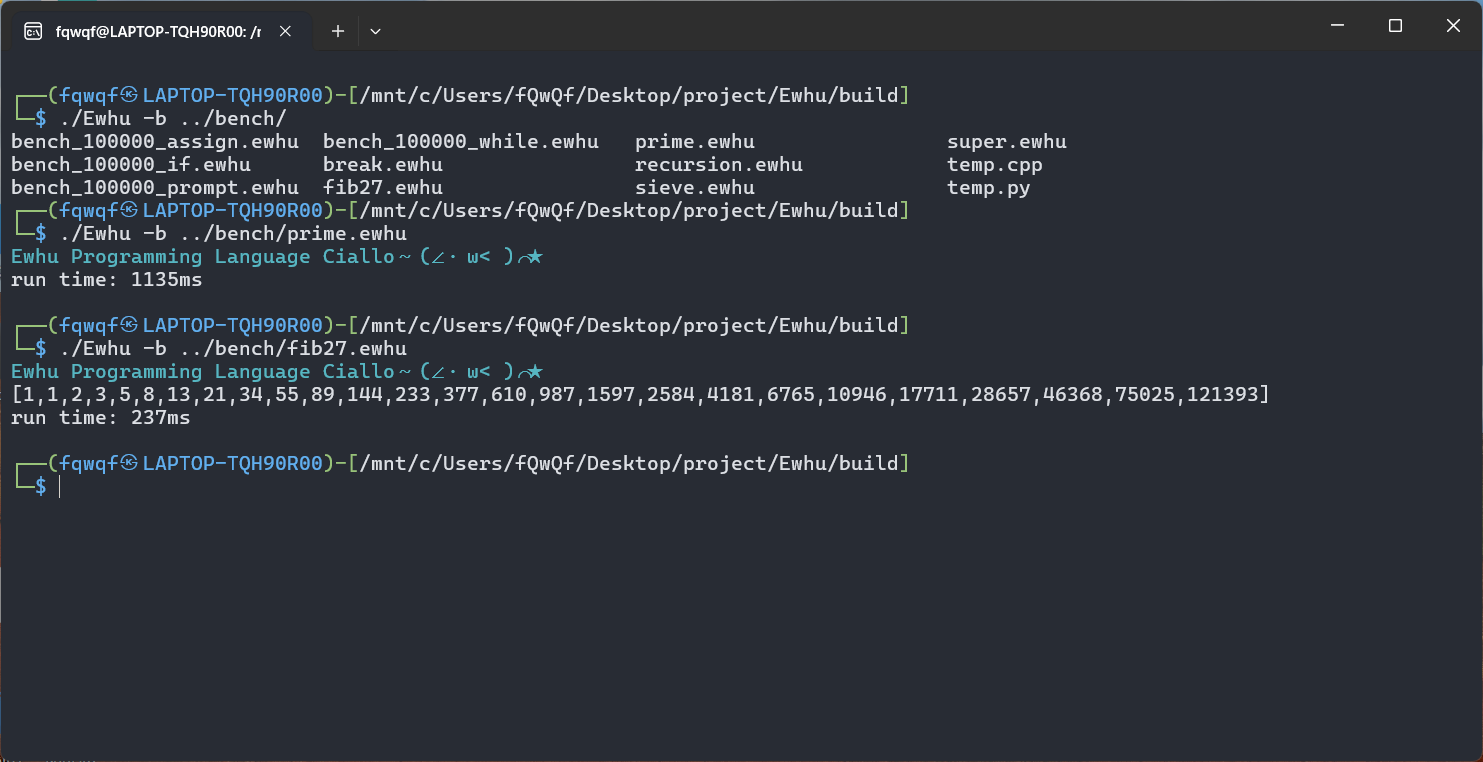 fqwqf@LAPTOP-TQH90R00: /r
┌──(fqwqf㉿LAPTOP-TQH90R00)-[/mnt/c/Users/fQwQf/Desktop/project/Ewhu/build]
└─$ ./Ewhu -b ../bench/
bench_100000_assign.ewhu  bench_100000_while.ewhu   prime.ewhu                super.ewhu
bench_100000_if.ewhu      break.ewhu                recursion.ewhu            temp.cpp
bench_100000_prompt.ewhu  fib27.ewhu                sieve.ewhu                temp.py
┌──(fqwqf㉿LAPTOP-TQH90R00)-[/mnt/c/Users/fQwQf/Desktop/project/Ewhu/build]
└─$ ./Ewhu -b ../bench/prime.ewhu
Ewhu Programming Language Ciallo~(∠・ω< )⌒★
run time: 1135ms
┌──(fqwqf㉿LAPTOP-TQH90R00)-[/mnt/c/Users/fQwQf/Desktop/project/Ewhu/build]
└─$ ./Ewhu -b ../bench/fib27.ewhu
Ewhu Programming Language Ciallo~(∠・ω< )⌒★
[1,1,2,3,5,8,13,21,34,55,89,144,233,377,610,987,1597,2584,4181,6765,10946,17711,28657,46368,75025,121393]
run time: 237ms
┌──(fqwqf㉿LAPTOP-TQH90R00)-[/mnt/c/Users/fQwQf/Desktop/project/Ewhu/build]
└─$